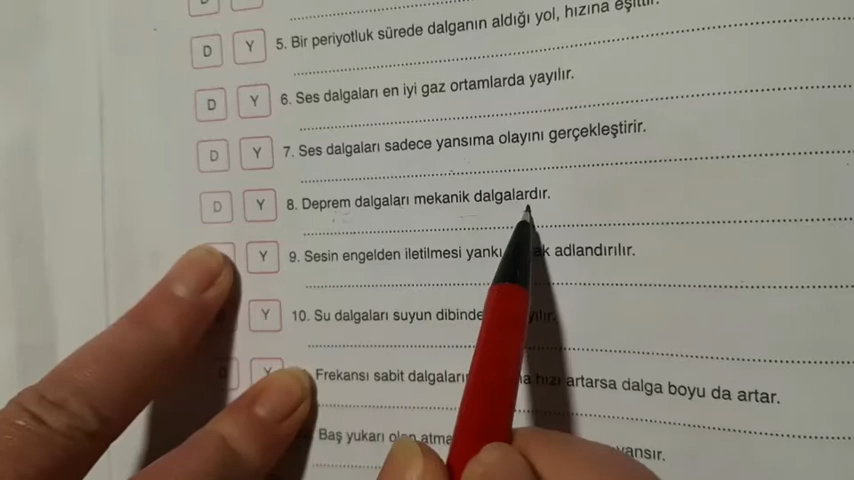 D Y 5. Bir periyotluk sürede dalganın aldığı yol, hızına eşittir.
D Y 6. Ses dalgaları en iyi gaz ortamlarda yayılır.
D Y 7. Ses dalgaları sadece yansıma olayını gerçekleştirir.
D Y 8. Deprem dalgaları mekanik dalgalardır.
Y 9. Sesin engelden iletilmesi yankı adlandırılır.
Y 10. Su dalgaları suyun
D Y Frekansı sabit dalgaların hızı artarsa dalga boyu da artar.
Baş yukarı